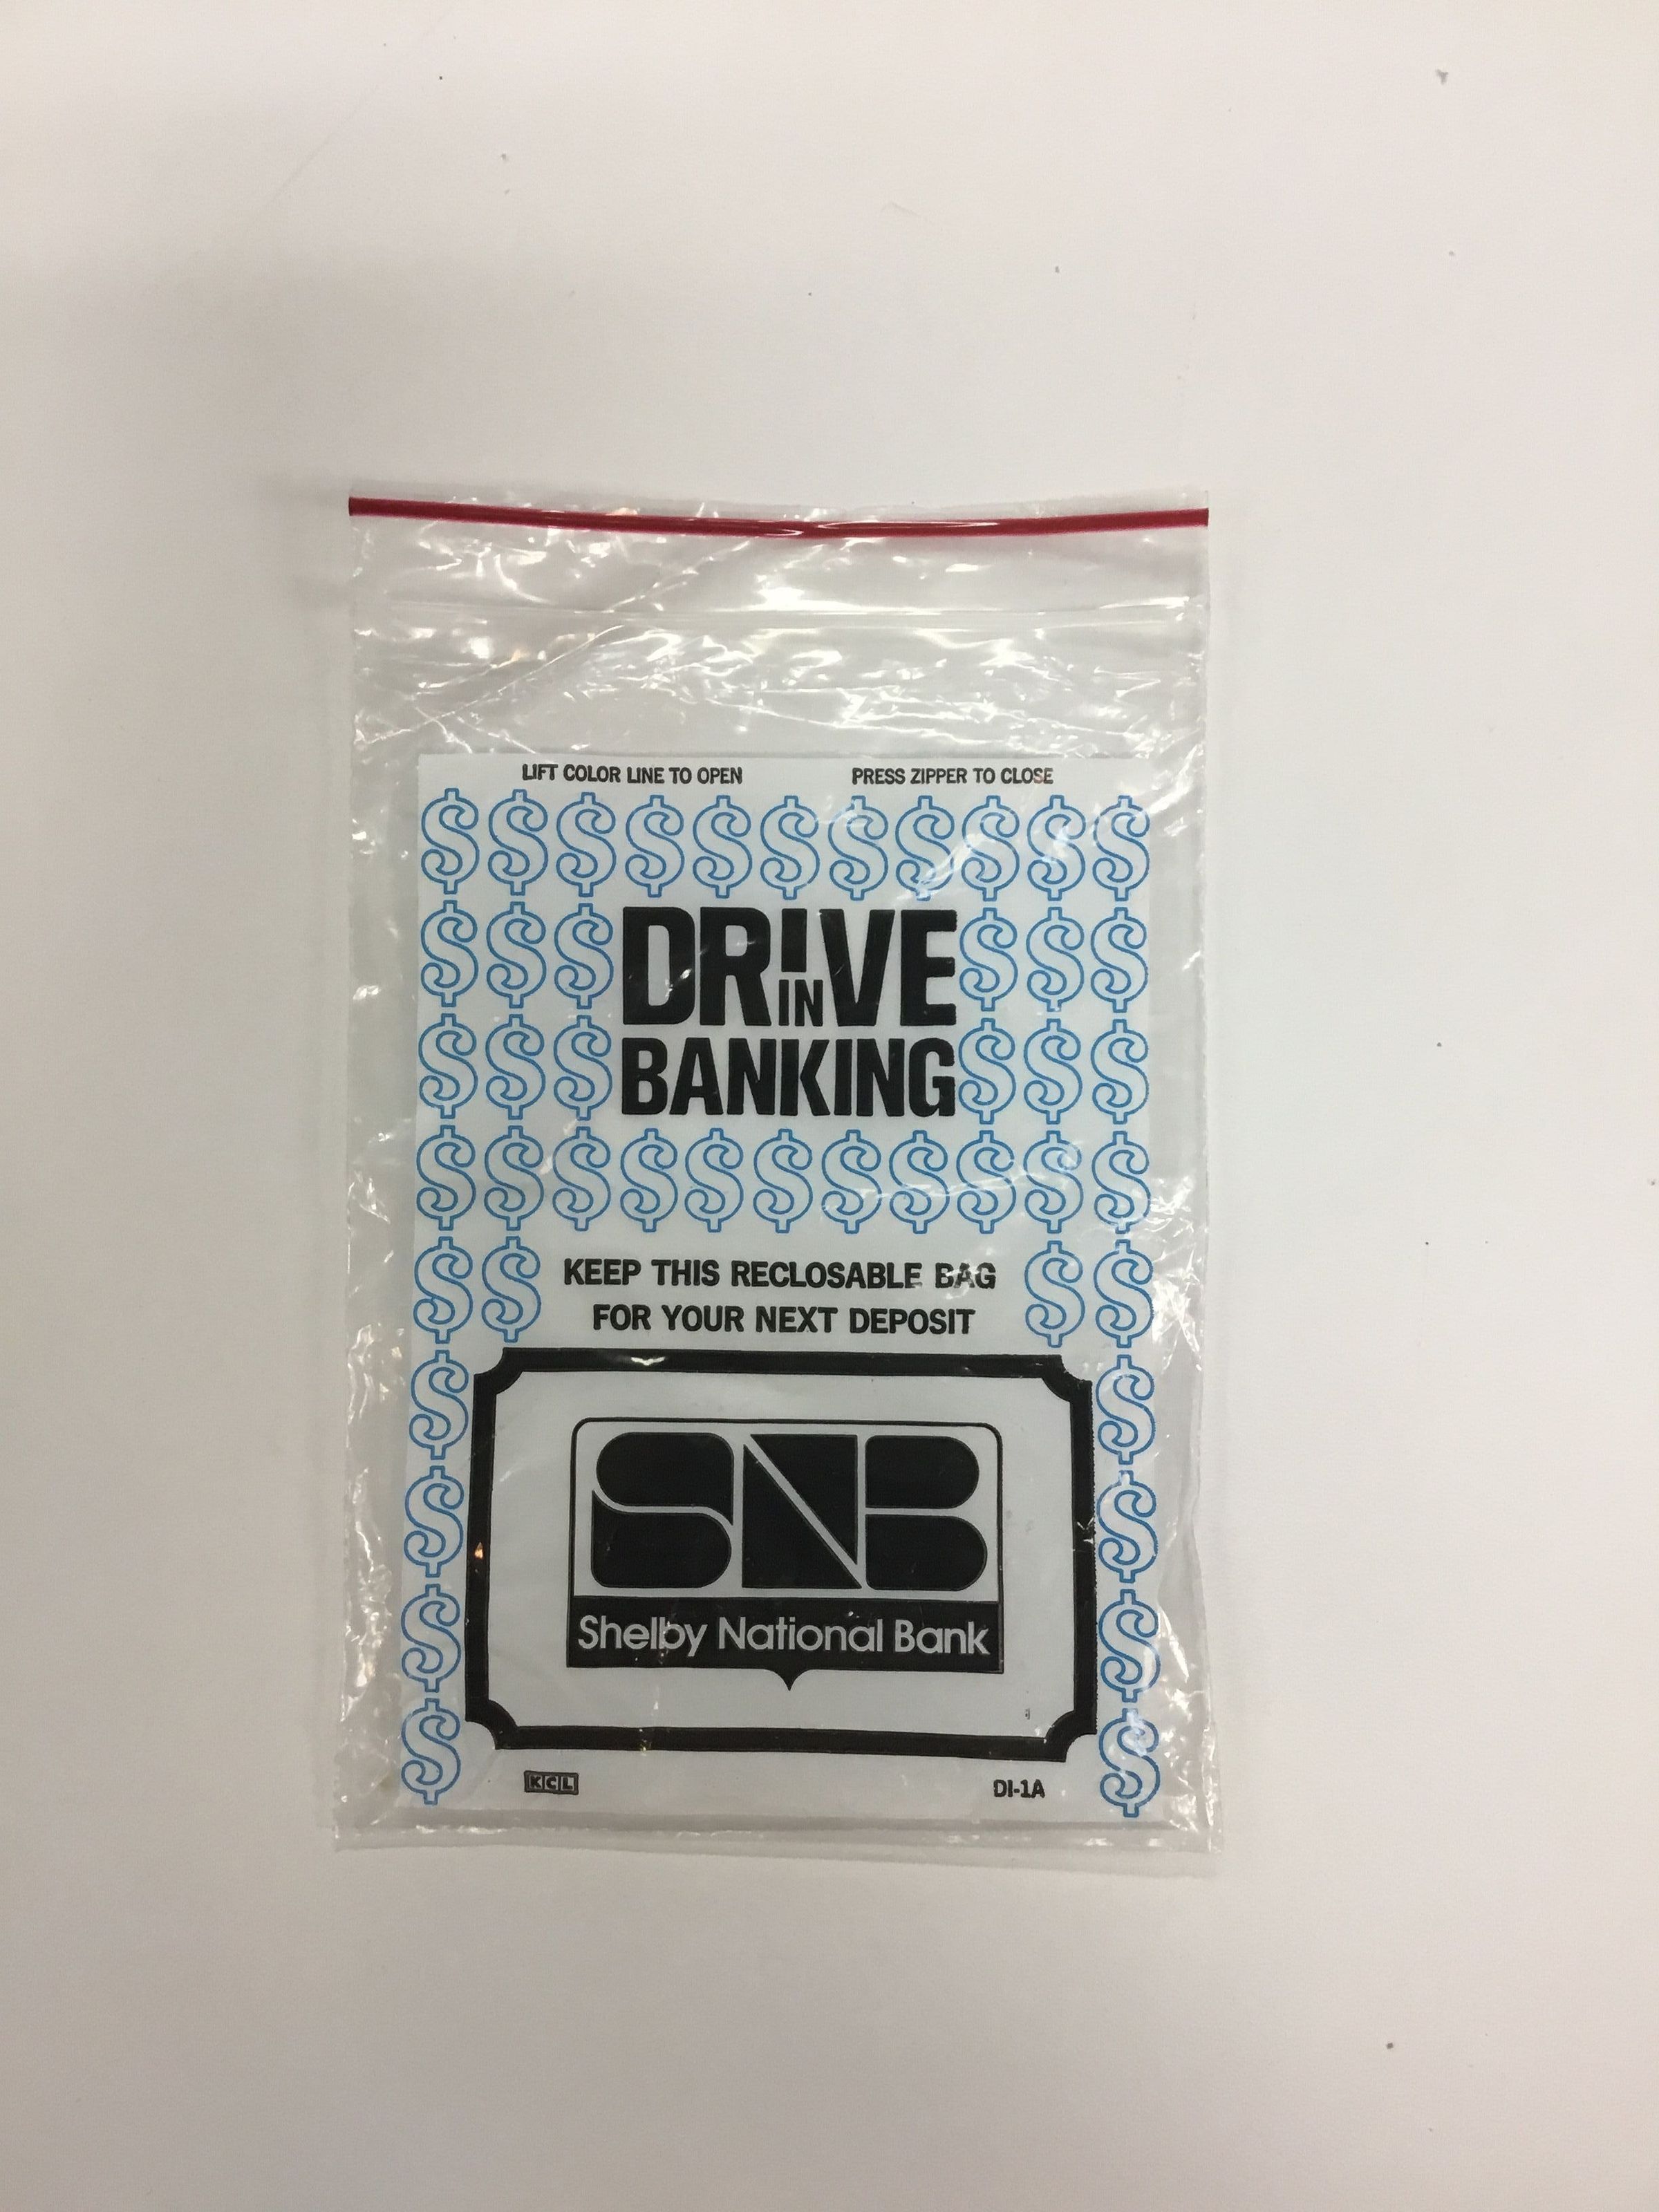 LIFT COLOR LINE TO OPEN PRESS ZIPPER TO CLOSE
$ $ $ $ $ $ $ $ $ $ $
$ $ $ DRIVE $ $ $
IN
$ $ $ BANKING $ $ $
$ $ $ $ $ $ $ $ $ $ $
$ $ KEEP THIS RECLOSABLE BAG $ $
FOR YOUR NEXT DEPOSIT
$ $
$ SNB $
$ Shelby National Bank $
$ $
KCL DI-1A